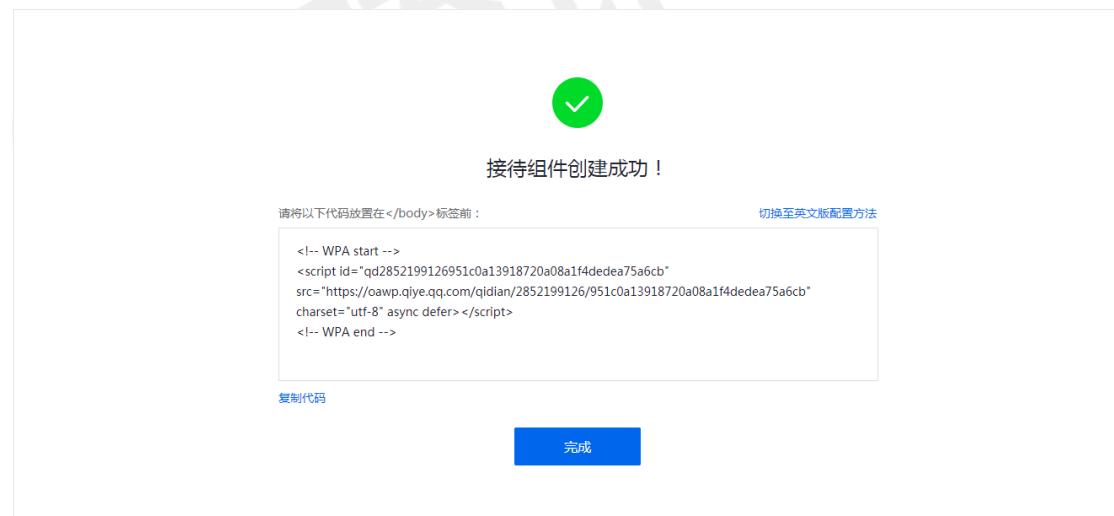 接待组件创建成功！
请将以下代码放置在</body>标签前：
切换至英文版配置方法
<!-- WPA start -->
<script id="qd2852199126951c0a13918720a08a1f4dedea75a6cb"
src="https://oawp.qiye.qq.com/qidian/2852199126/951c0a13918720a08a1f4dedea75a6cb"
charset="utf-8" async defer></script>
<!-- WPA end -->
复制代码
完成